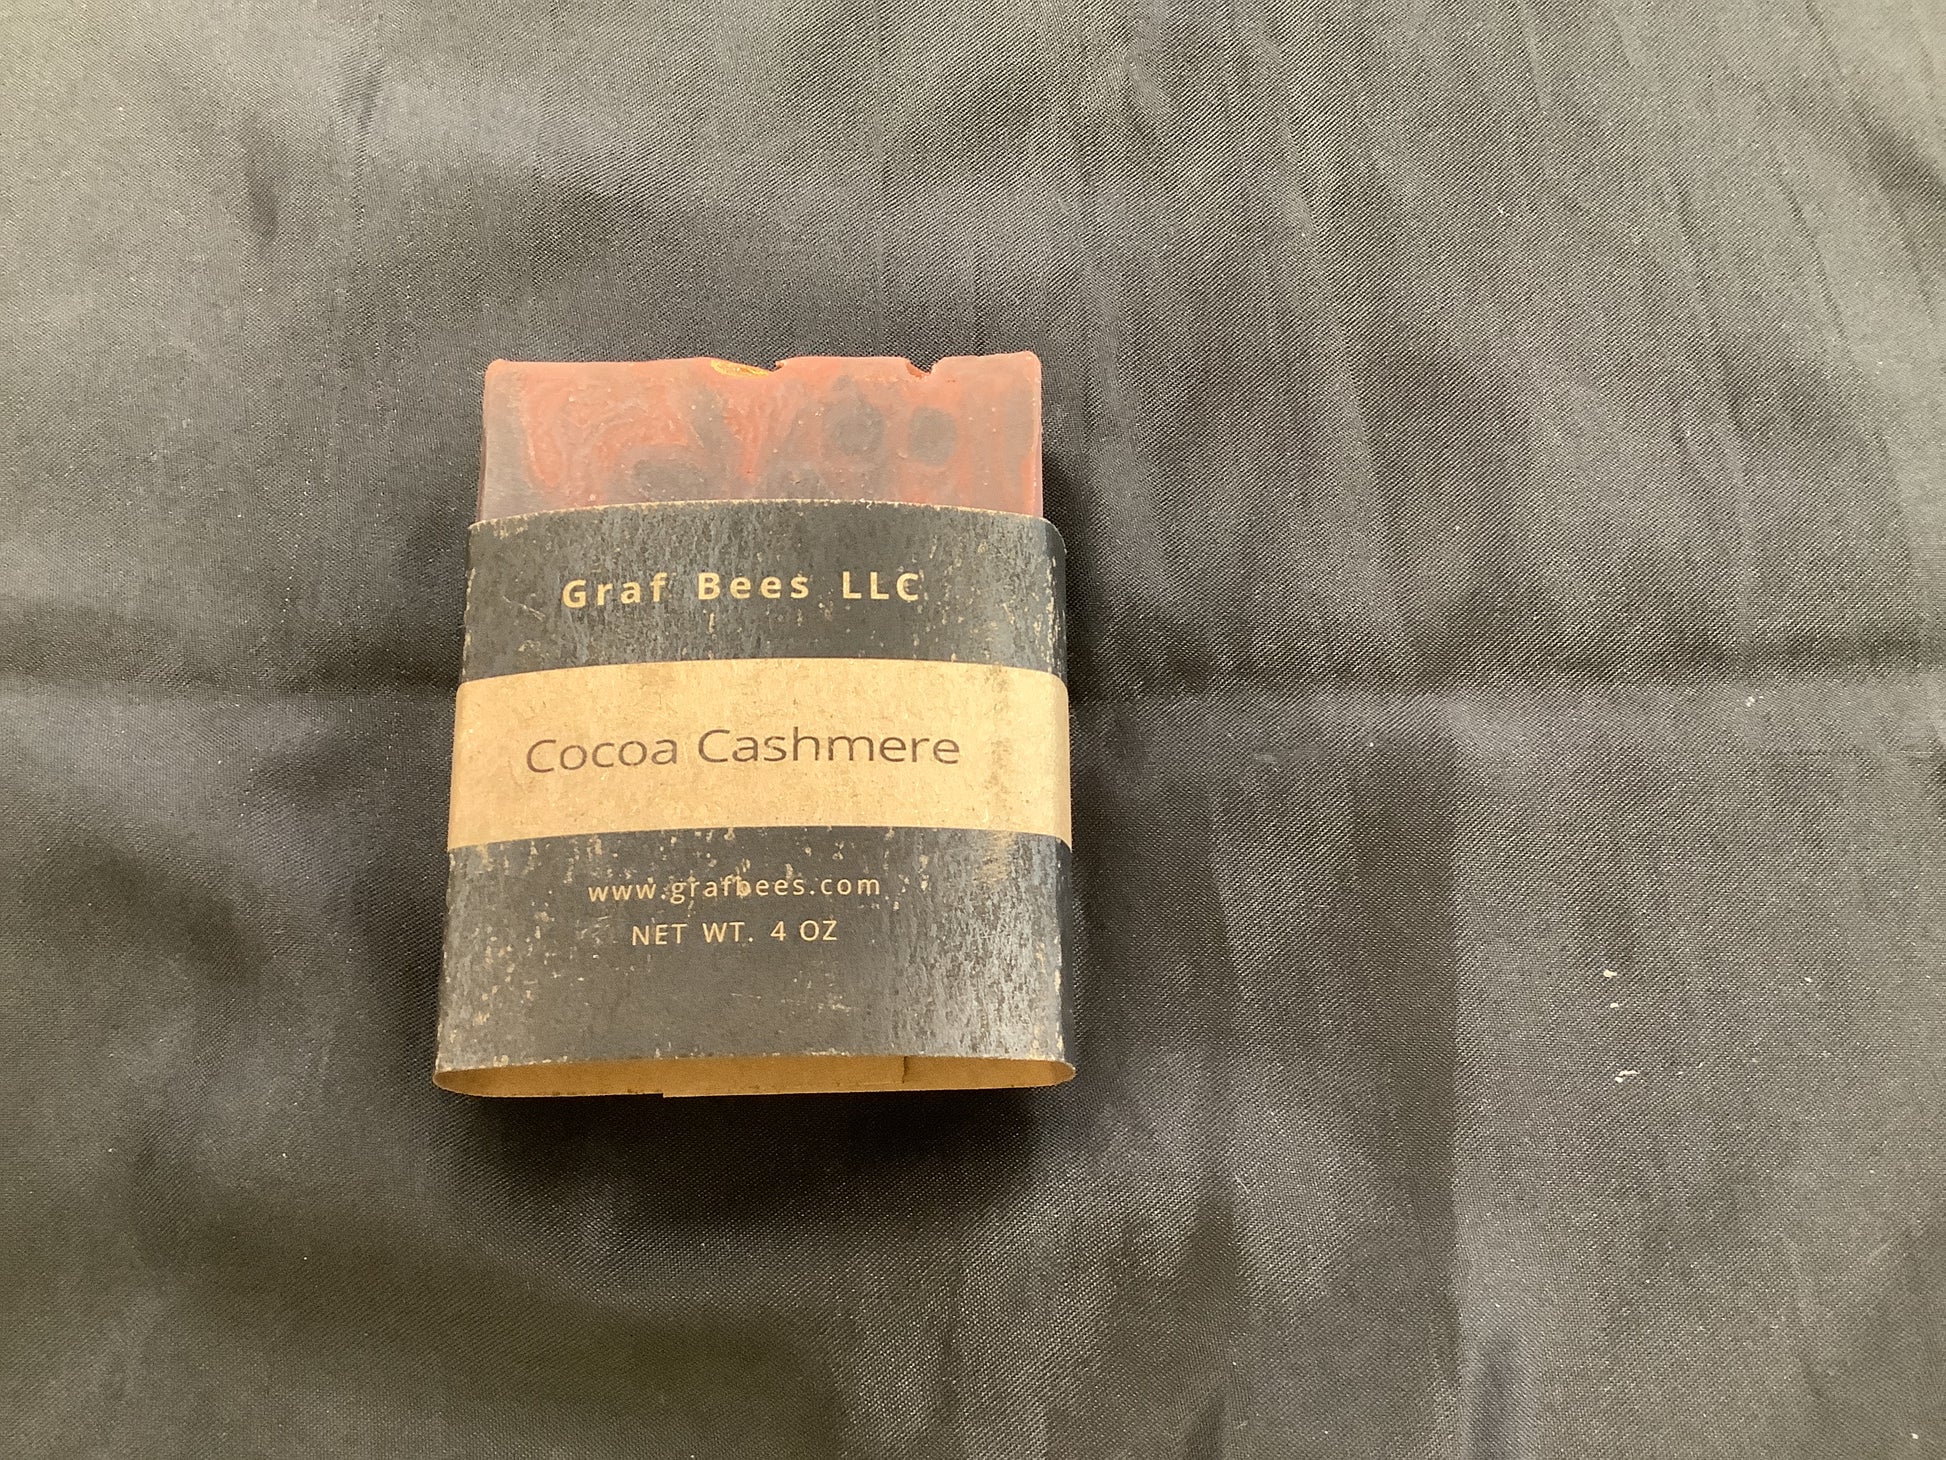 Graf Bees LLC
Cocoa Cashmere
www.grafbees.com
NET WT. 4 OZ